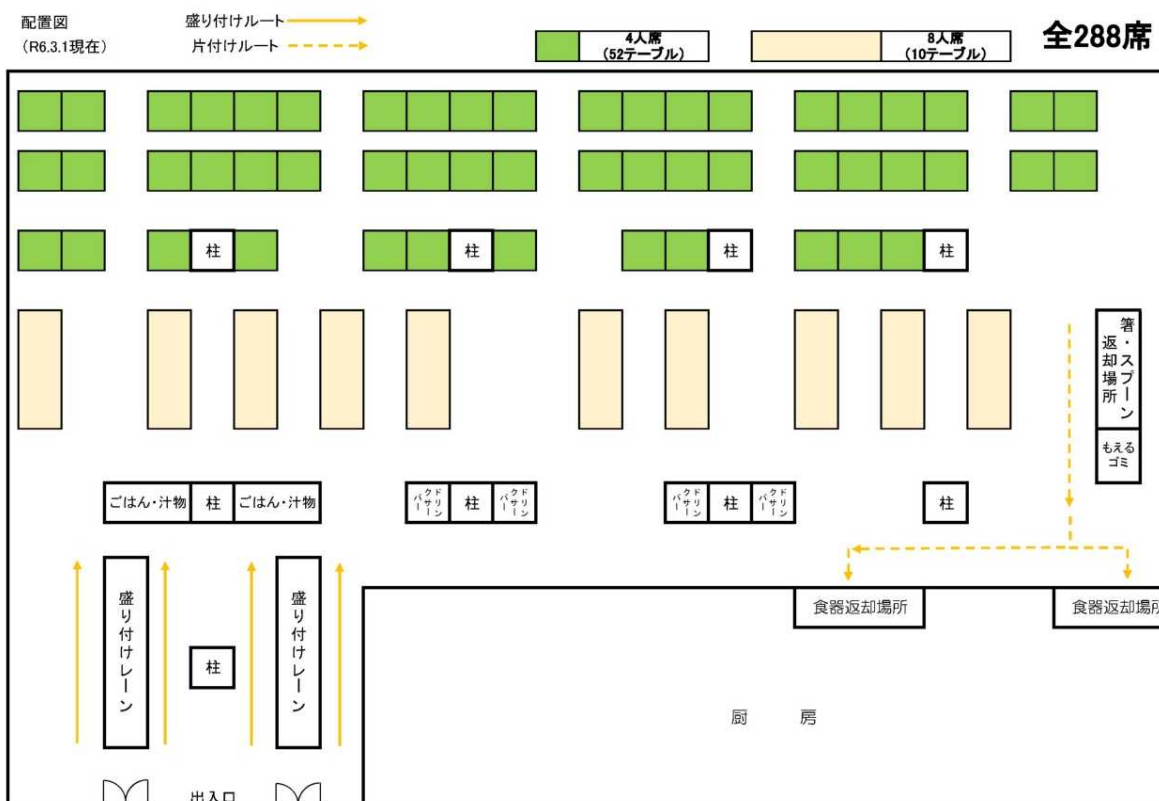 配置図
(R6.3.1現在)
盛り付けルート
片付けルート
4人席
(52テーブル)
8人席
(10テーブル)
全288席
柱
柱
柱
柱
箸・スプーン
返却場所
もえる
ゴミ
ごはん・汁物
柱
ごはん・汁物
ドリン
クサー
バー
柱
ドリン
クサー
バー
ドリン
クサー
バー
柱
ドリン
クサー
バー
柱
盛り付けレーン
盛り付けレーン
柱
食器返却場所
食器返却場所
厨　房
出入口